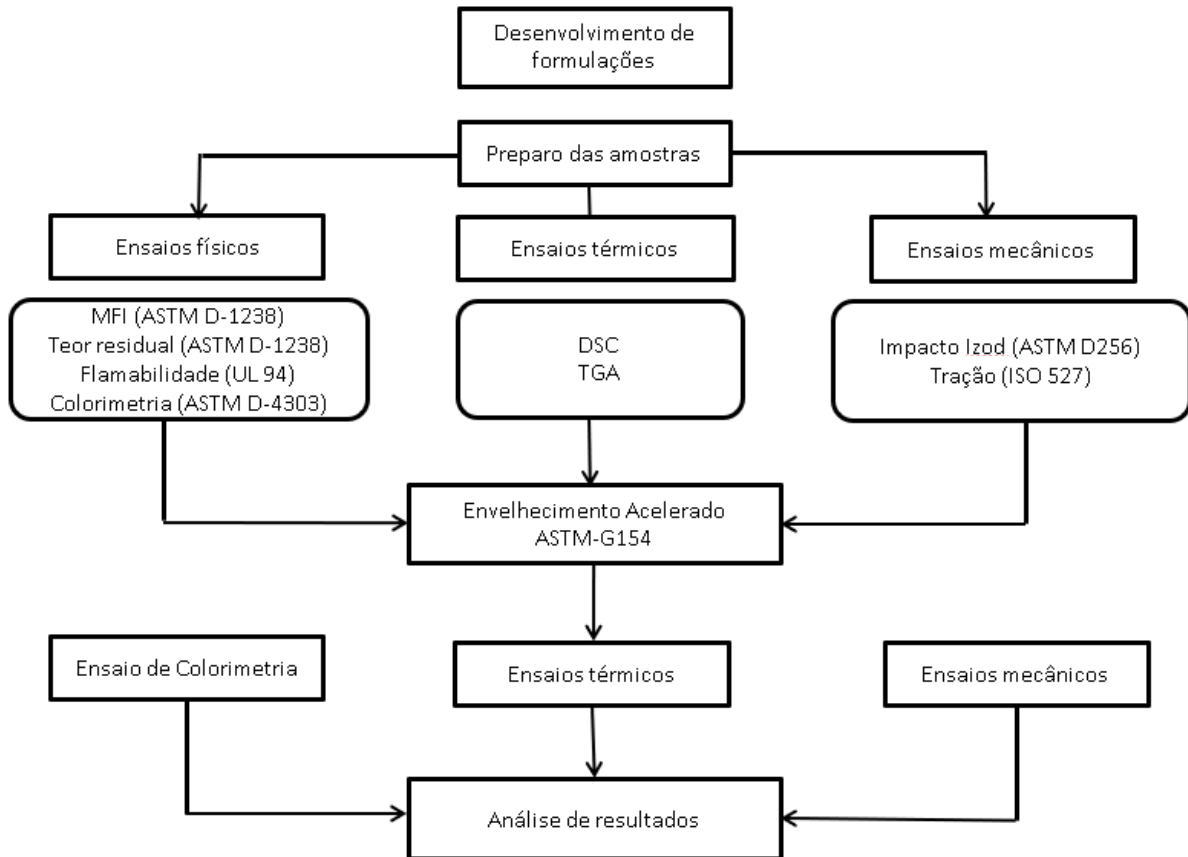 Desenvolvimento de
formulações
Preparo das amostras
Ensaios físicos
Ensaios térmicos
Ensaios mecânicos
MFI (ASTM D-1238)
Teor residual (ASTM D-1238)
Flamabilidade (UL 94)
Colorimetria (ASTM D-4303)
DSC
TGA
Impacto Izod (ASTM D256)
Tração (ISO 527)
Envelhecimento Acelerado
ASTM-G154
Ensaio de Colorimetria
Ensaios térmicos
Ensaios mecânicos
Análise de resultados